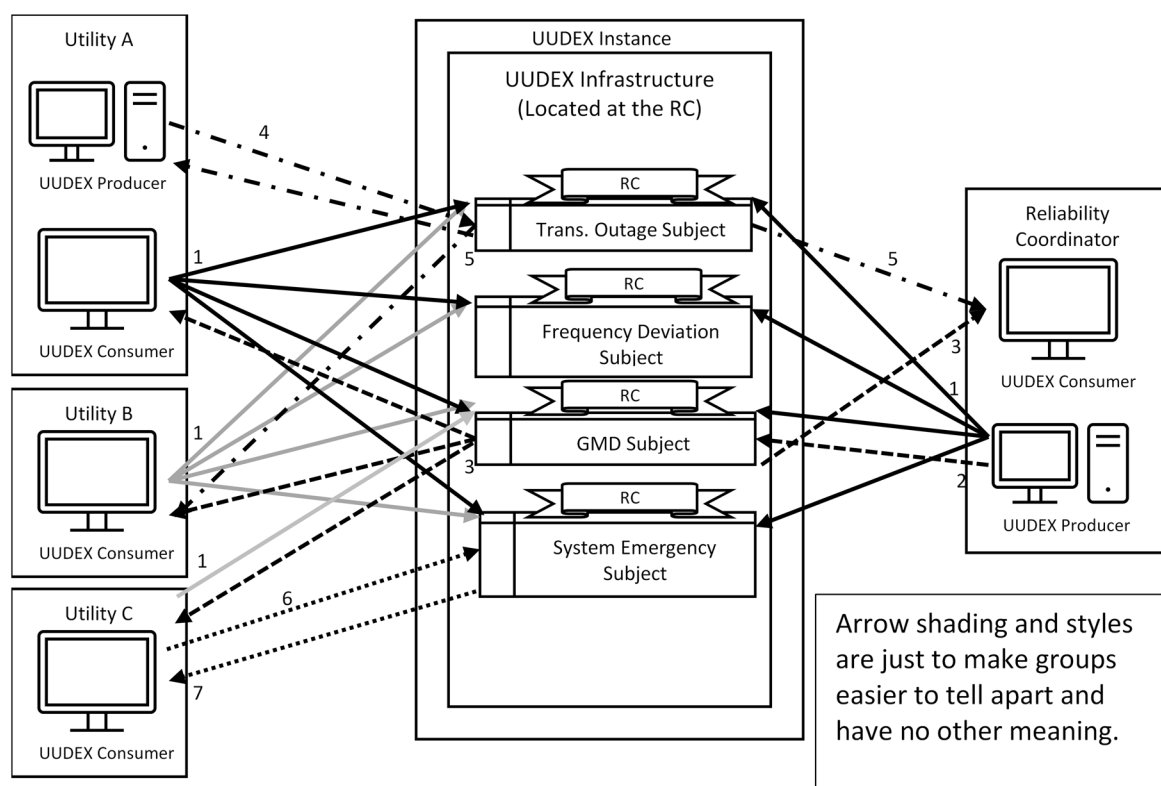 Utility A
UUDEX Producer
1
UUDEX Consumer
Utility B
1
UUDEX Consumer
1
Utility C
6
7
UUDEX Consumer
4
5
3
UUDEX Instance
UUDEX Infrastructure
(Located at the RC)
RC
Trans. Outage Subject
RC
Frequency Deviation
Subject
RC
GMD Subject
RC
System Emergency
Subject
5
3
1
2
Reliability
Coordinator
UUDEX Consumer
UUDEX Producer
Arrow shading and styles
are just to make groups
easier to tell apart and
have no other meaning.